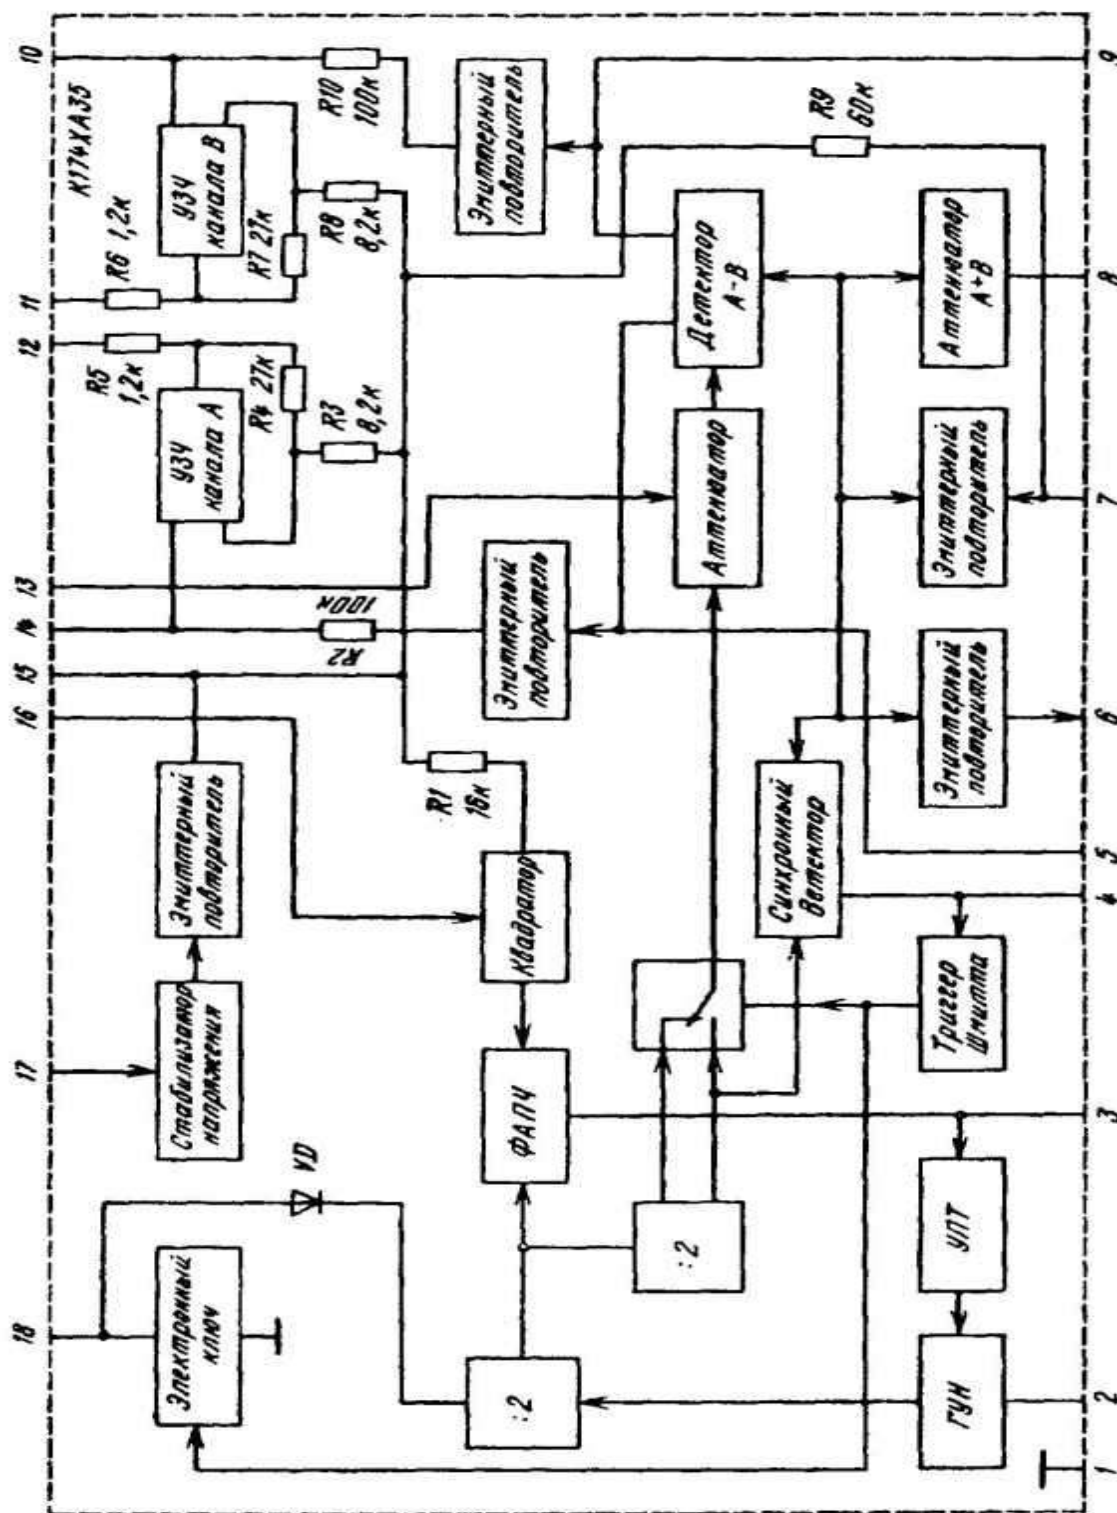 18 17 16 15 14 13 12 11 10
К174ХА35
R5
1,2к
R6 1,2к
Электронный
ключ
VD
Стабилизатор
напряжения
Эмиттерный
повторитель
УЗЧ
канала А
УЗЧ
канала В
R4 27к
R7 27к
R2
100к
R3
8,2к
R8
8,2к
R10
100к
:2
ФАПЧ
Квадратор
R1
16к
Эмиттерный
повторитель
Эмиттерный
повторитель
:2
Аттенюатор
Детектор
А-В
Синхронный
детектор
R9
60к
ГУН
УПТ
Триггер
Шмитта
Эмиттерный
повторитель
Эмиттерный
повторитель
Аттенюатор
А+В
1 2 3 4 5 6 7 8 9